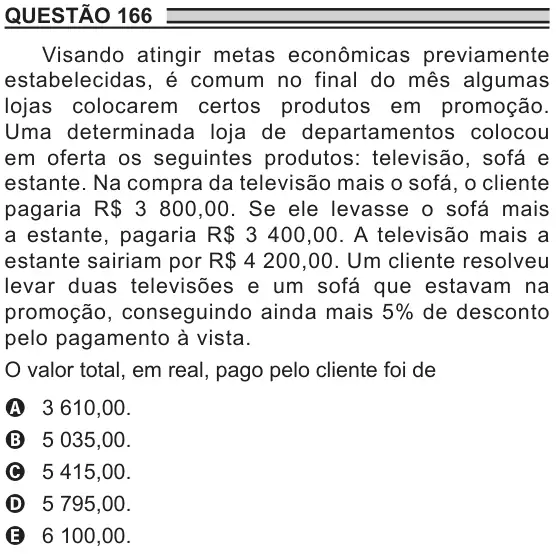 QUESTÃO 166
Visando atingir metas econômicas previamente
estabelecidas, é comum no final do mês algumas
lojas colocarem certos produtos em promoção.
Uma determinada loja de departamentos colocou
em oferta os seguintes produtos: televisão, sofá e
estante. Na compra da televisão mais o sofá, o cliente
pagaria R$ 3 800,00. Se ele levasse o sofá mais
a estante, pagaria R$ 3 400,00. A televisão mais a
estante sairiam por R$ 4 200,00. Um cliente resolveu
levar duas televisões e um sofá que estavam na
promoção, conseguindo ainda mais 5% de desconto
pelo pagamento à vista.
O valor total, em real, pago pelo cliente foi de
A 3 610,00.
B 5 035,00.
C 5 415,00.
D 5 795,00.
E 6 100,00.